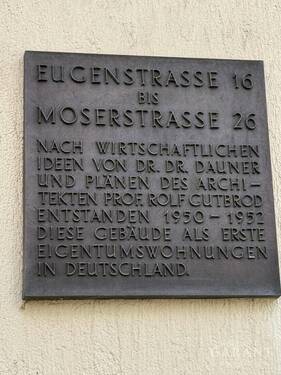 EUGENSTRASSE 16
BIS
MOSERSTRASSE 26
NACH WIRTSCHAFTLICHEN
IDEEN VON DR. DR. DAUNER
UND PLÄNEN DES ARCHI-
TEKTEN PROF. ROLF GUTBROD
ENTSTANDEN 1950-1952
DIESE GEBÄUDE ALS ERSTE
EIGENTUMSWOHNUNGEN
IN DEUTSCHLAND.
GARANT